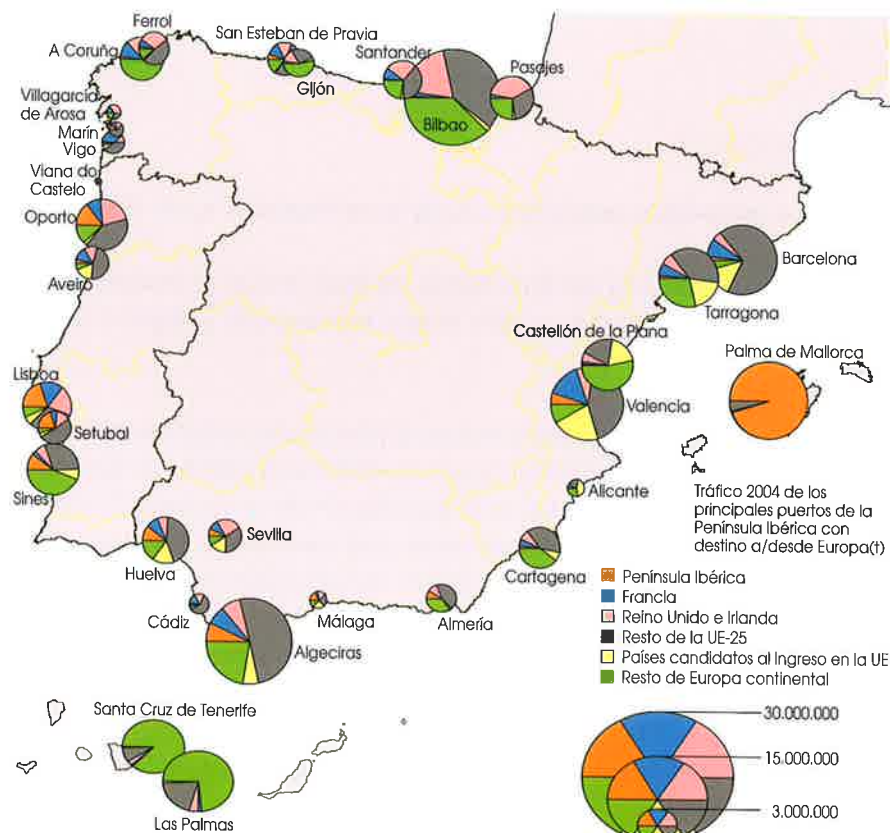 Ferrol
A Coruña
San Esteban de Pravia
Gijón
Santander
Pasajes
Bilbao
Villagarcía
de Arosa
Marín
Vigo
Viana do
Castelo
Oporto
Aveiro
Barcelona
Tarragona
Castellón de la Plana
Palma de Mallorca
Lisboa
Valencia
Setubal
Sines
Alicante
Sevilla
Huelva
Cartagena
Cádiz
Málaga
Almería
Algeciras
Tráfico 2004 de los
principales puertos de la
Península Ibérica con
destino a/desde Europa(t)
Península Ibérica
Francia
Reino Unido e Irlanda
Resto de la UE-25
Países candidatos al Ingreso en la UE
Resto de Europa continental
Santa Cruz de Tenerife
Las Palmas
30.000.000
15.000.000
3.000.000